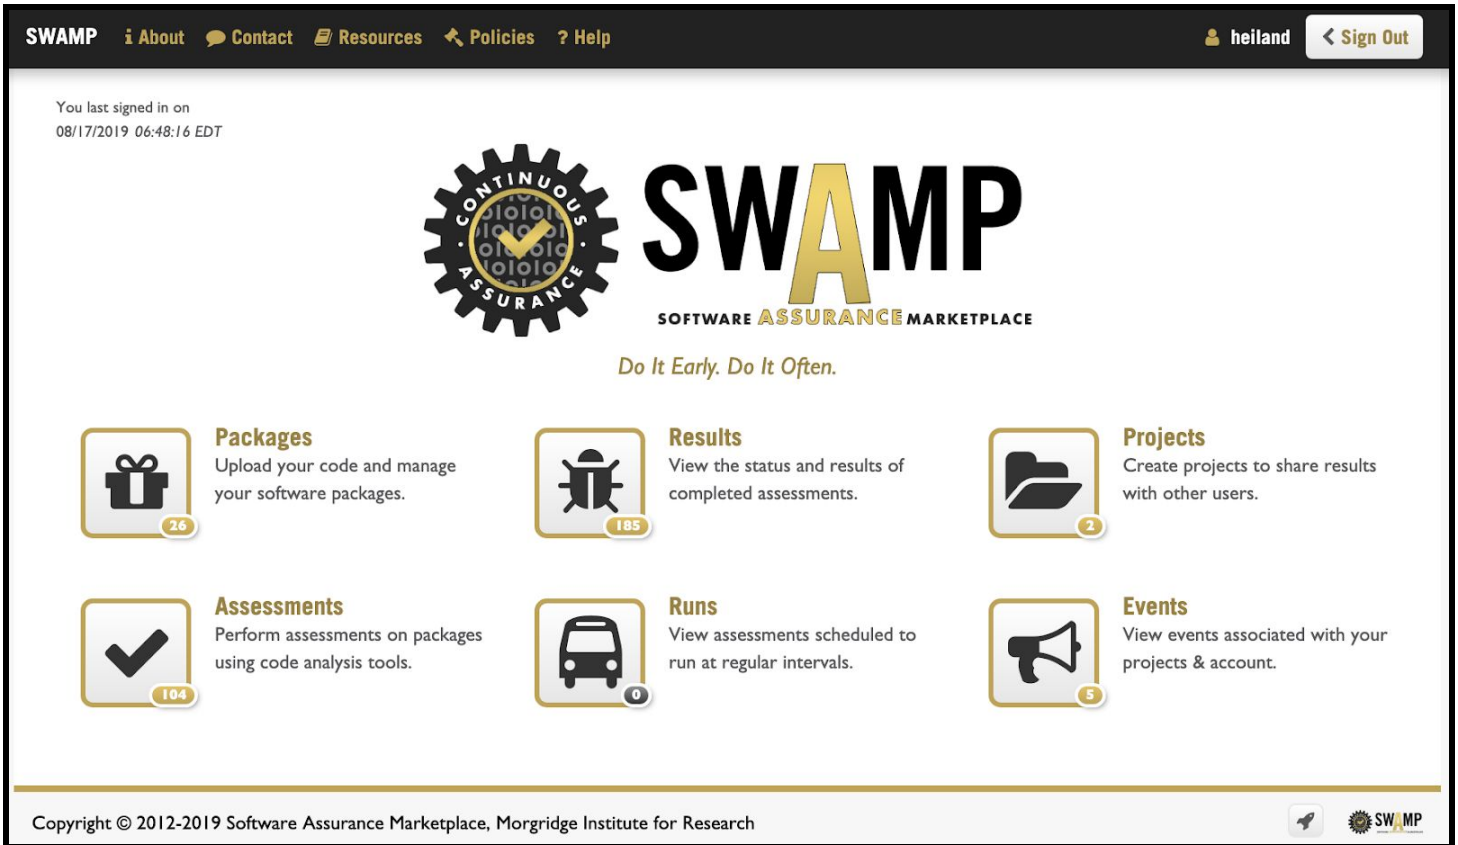 SWAMP About Contact Resources Policies ? Help heiland Sign Out
You last signed in on
08/17/2019 06:48:16 EDT
CONTINUOUS
ASSURANCE
SWAMP
SOFTWARE ASSURANCE MARKETPLACE
Do It Early. Do It Often.
Packages
Upload your code and manage
your software packages.
26
Results
View the status and results of
completed assessments.
185
Projects
Create projects to share results
with other users.
2
Assessments
Perform assessments on packages
using code analysis tools.
104
Runs
View assessments scheduled to
run at regular intervals.
0
Events
View events associated with your
projects & account.
5
Copyright © 2012-2019 Software Assurance Marketplace, Morgridge Institute for Research
SWAMP